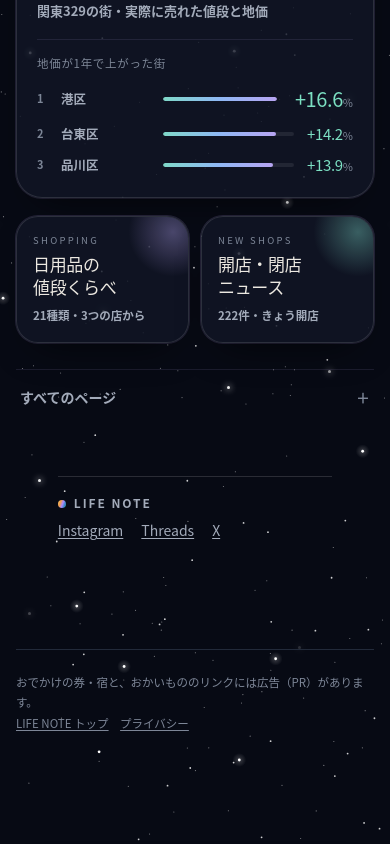 関東329の街・実際に売れた値段と地価
地価が1年で上がった街
1 港区 +16.6%
2 台東区 +14.2%
3 品川区 +13.9%
SHOPPING
日用品の
値段くらべ
21種類・3つの店から
NEW SHOPS
開店・閉店
ニュース
222件・きょう開店
すべてのページ +
LIFE NOTE
Instagram Threads X
おでかけの券・宿と、おかいもののリンクには広告（PR）がありま
す。
LIFE NOTE トップ プライバシー